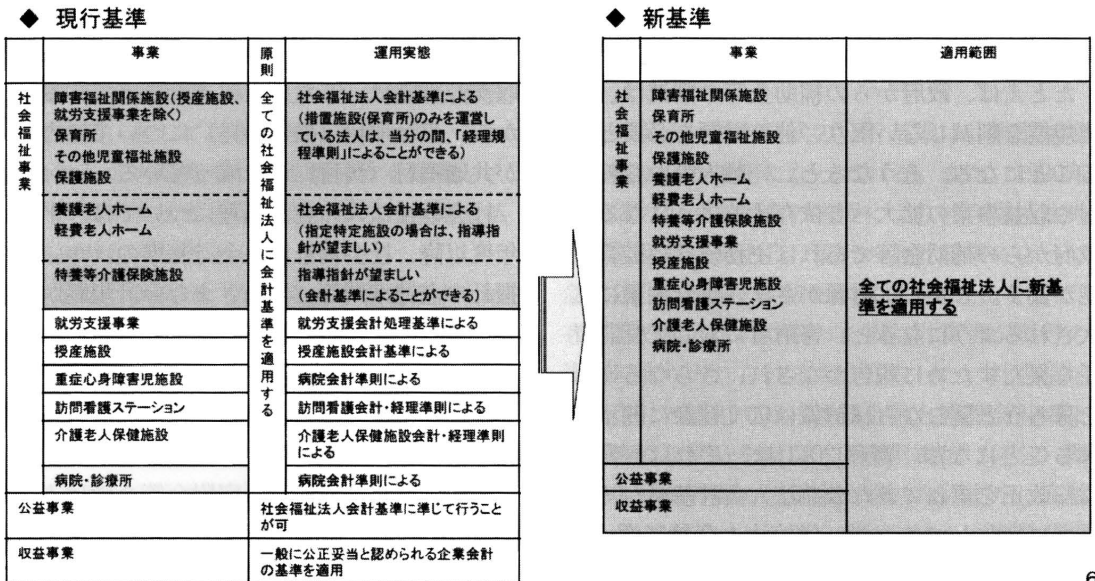 ◆ 現行基準
事業
原則
運用実態
社会福祉事業
全ての社会福祉法人に会計基準を適用する
障害福祉関係施設(授産施設、
就労支援事業を除く)
保育所
その他児童福祉施設
保護施設
社会福祉法人会計基準による
(措置施設(保育所)のみを運営し
ている法人は、当分の間、「経理規
程準則」によることができる)
養護老人ホーム
軽費老人ホーム
社会福祉法人会計基準による
(指定特定施設の場合は、指導指
針が望ましい)
特養等介護保険施設
指導指針が望ましい
(会計基準によることができる)
就労支援事業
就労支援会計処理基準による
授産施設
授産施設会計基準による
重症心身障害児施設
病院会計準則による
訪問看護ステーション
訪問看護会計・経理準則による
介護老人保健施設
介護老人保健施設会計・経理準則
による
病院・診療所
病院会計準則による
公益事業
社会福祉法人会計基準に準じて行うこと
が可
収益事業
一般に公正妥当と認められる企業会計
の基準を適用
◆ 新基準
事業
適用範囲
社会福祉事業
障害福祉関係施設
保育所
その他児童福祉施設
保護施設
養護老人ホーム
軽費老人ホーム
特養等介護保険施設
就労支援事業
授産施設
重症心身障害児施設
訪問看護ステーション
介護老人保健施設
病院・診療所
全ての社会福祉法人に新基
準を適用する
公益事業
収益事業
6